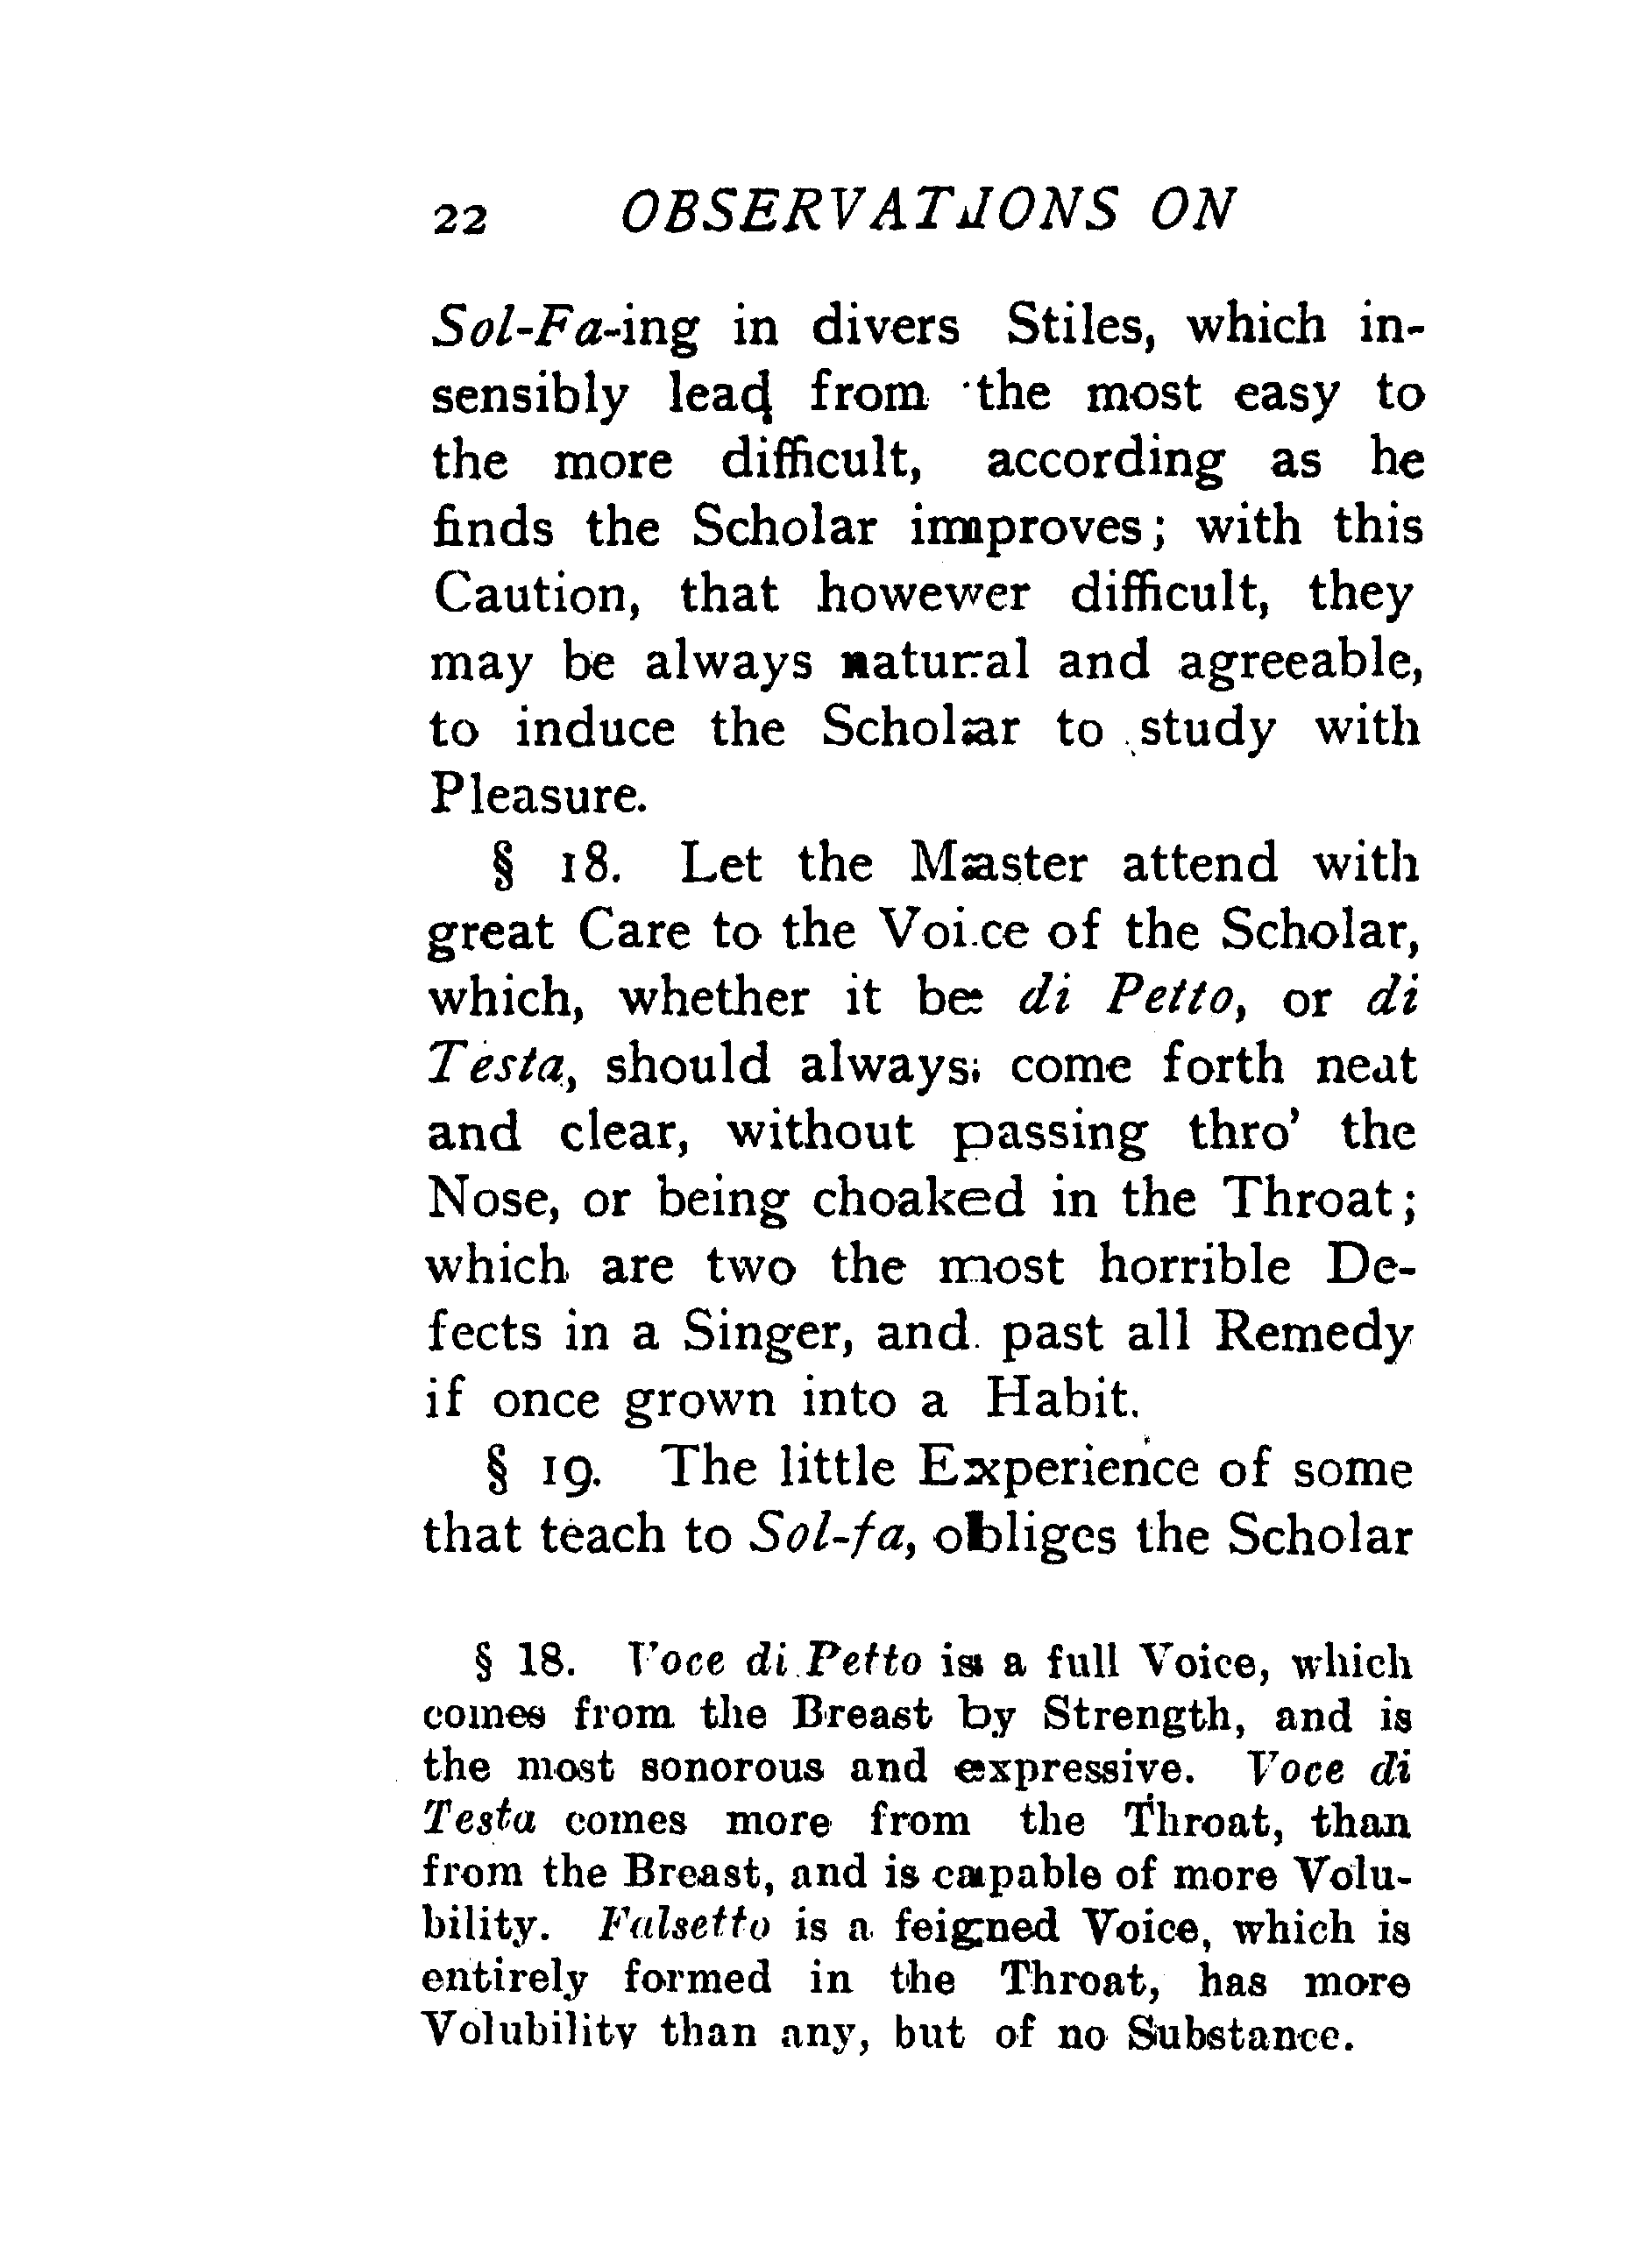 22 OBSERVATIONS ON
Sol-Fa-ing in divers Stiles, which in-
sensibly lead from the most easy to
the more difficult, according as he
finds the Scholar improves; with this
Caution, that however difficult, they
may be always natural and agreeable,
to induce the Scholar to study with
Pleasure.
§ 18. Let the Master attend with
great Care to the Voice of the Scholar,
which, whether it be di Petto, or di
Testa, should always come forth neat
and clear, without passing thro' the
Nose, or being choaked in the Throat;
which are two the most horrible De-
fects in a Singer, and past all Remedy
if once grown into a Habit.
§ 19. The little Experience of some
that teach to Sol-fa, obliges the Scholar
§ 18. Voce di Petto is a full Voice, which
comes from the Breast by Strength, and is
the most sonorous and expressive. Voce di
Testa comes more from the Throat, than
from the Breast, and is capable of more Volu-
bility. Falsetto is a feigned Voice, which is
entirely formed in the Throat, has more
Volubility than any, but of no Substance.